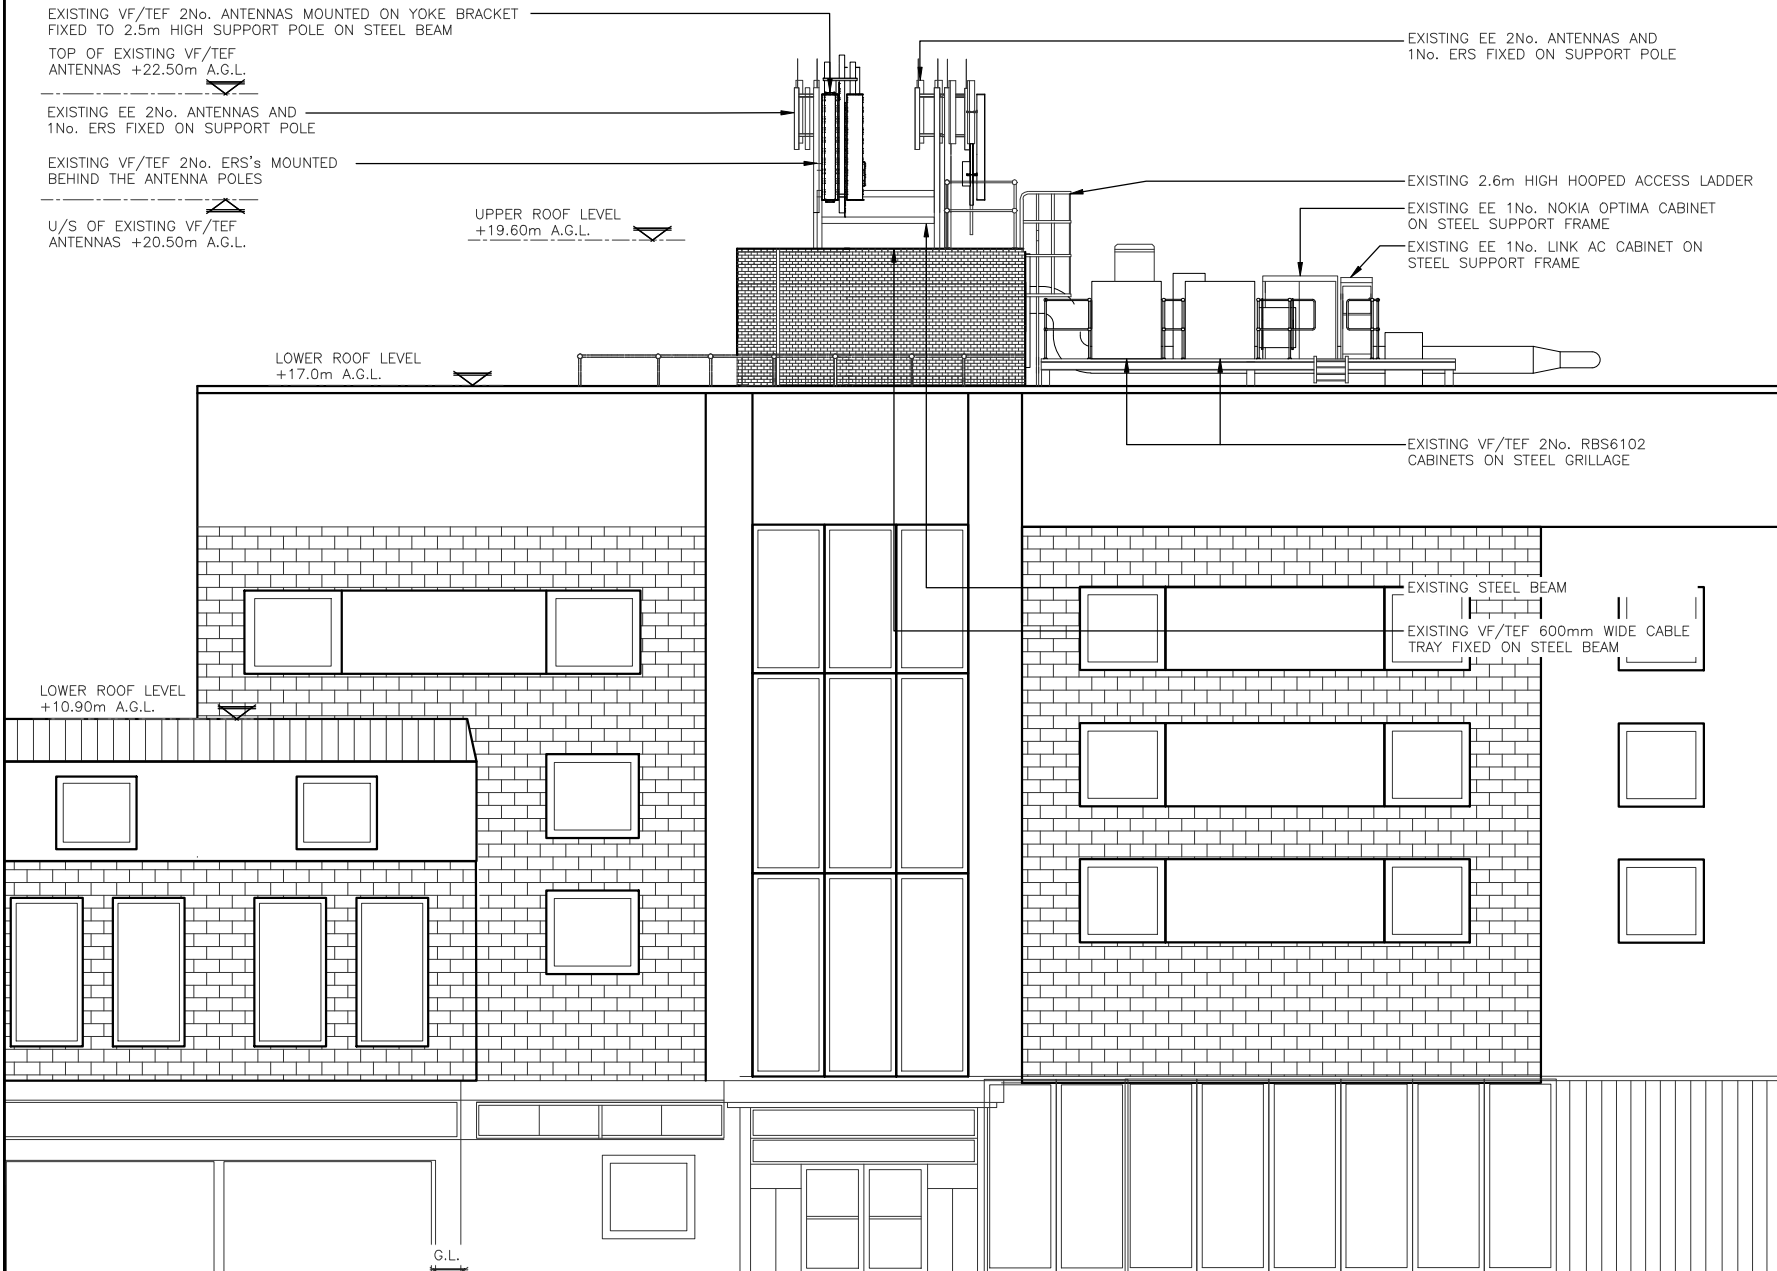 EXISTING VF/TEF 2No. ANTENNAS MOUNTED ON YOKE BRACKET
FIXED TO 2.5m HIGH SUPPORT POLE ON STEEL BEAM
TOP OF EXISTING VF/TEF
ANTENNAS +22.50m A.G.L.
EXISTING EE 2No. ANTENNAS AND
1No. ERS FIXED ON SUPPORT POLE
EXISTING VF/TEF 2No. ERS's MOUNTED
BEHIND THE ANTENNA POLES
U/S OF EXISTING VF/TEF
ANTENNAS +20.50m A.G.L.
UPPER ROOF LEVEL
+19.60m A.G.L.
LOWER ROOF LEVEL
+17.0m A.G.L.
LOWER ROOF LEVEL
+10.90m A.G.L.
G.L.
EXISTING EE 2No. ANTENNAS AND
1No. ERS FIXED ON SUPPORT POLE
EXISTING 2.6m HIGH HOOPED ACCESS LADDER
EXISTING EE 1No. NOKIA OPTIMA CABINET
ON STEEL SUPPORT FRAME
EXISTING EE 1No. LINK AC CABINET ON
STEEL SUPPORT FRAME
EXISTING VF/TEF 2No. RBS6102
CABINETS ON STEEL GRILLAGE
EXISTING STEEL BEAM
EXISTING VF/TEF 600mm WIDE CABLE
TRAY FIXED ON STEEL BEAM